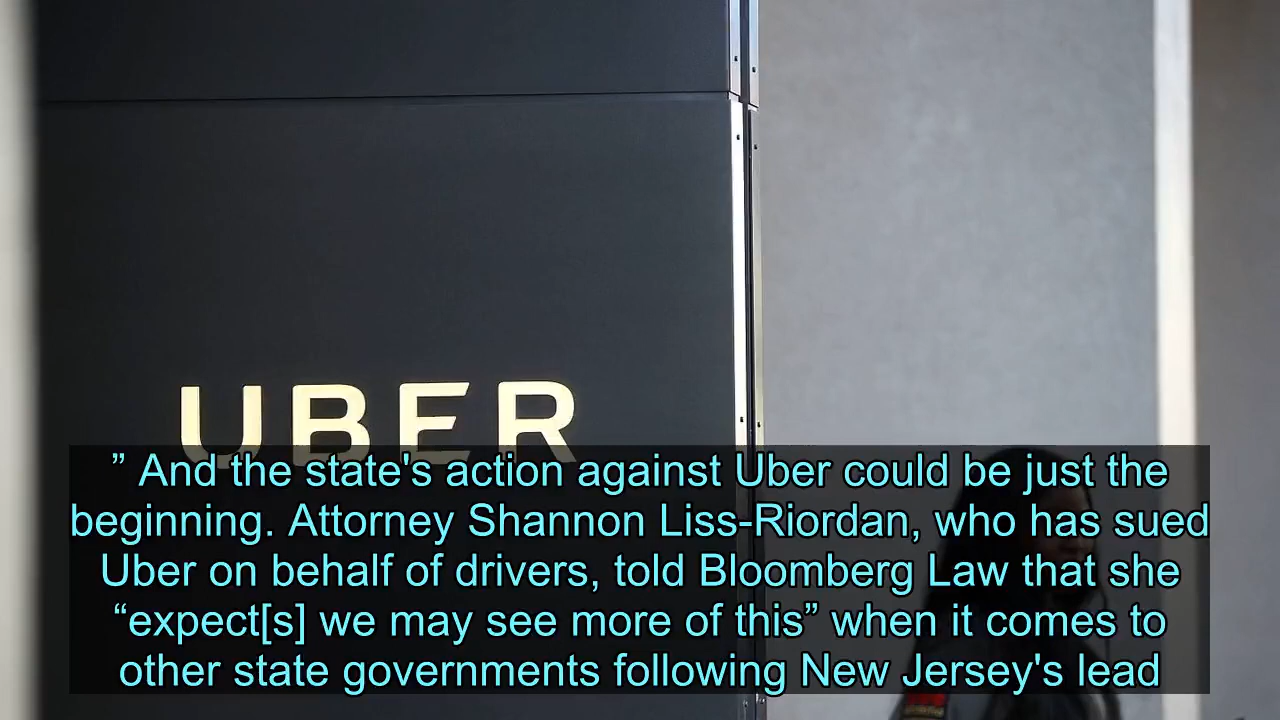 UBER
” And the state's action against Uber could be just the
beginning. Attorney Shannon Liss-Riordan, who has sued
Uber on behalf of drivers, told Bloomberg Law that she
“expect[s] we may see more of this” when it comes to
other state governments following New Jersey's lead